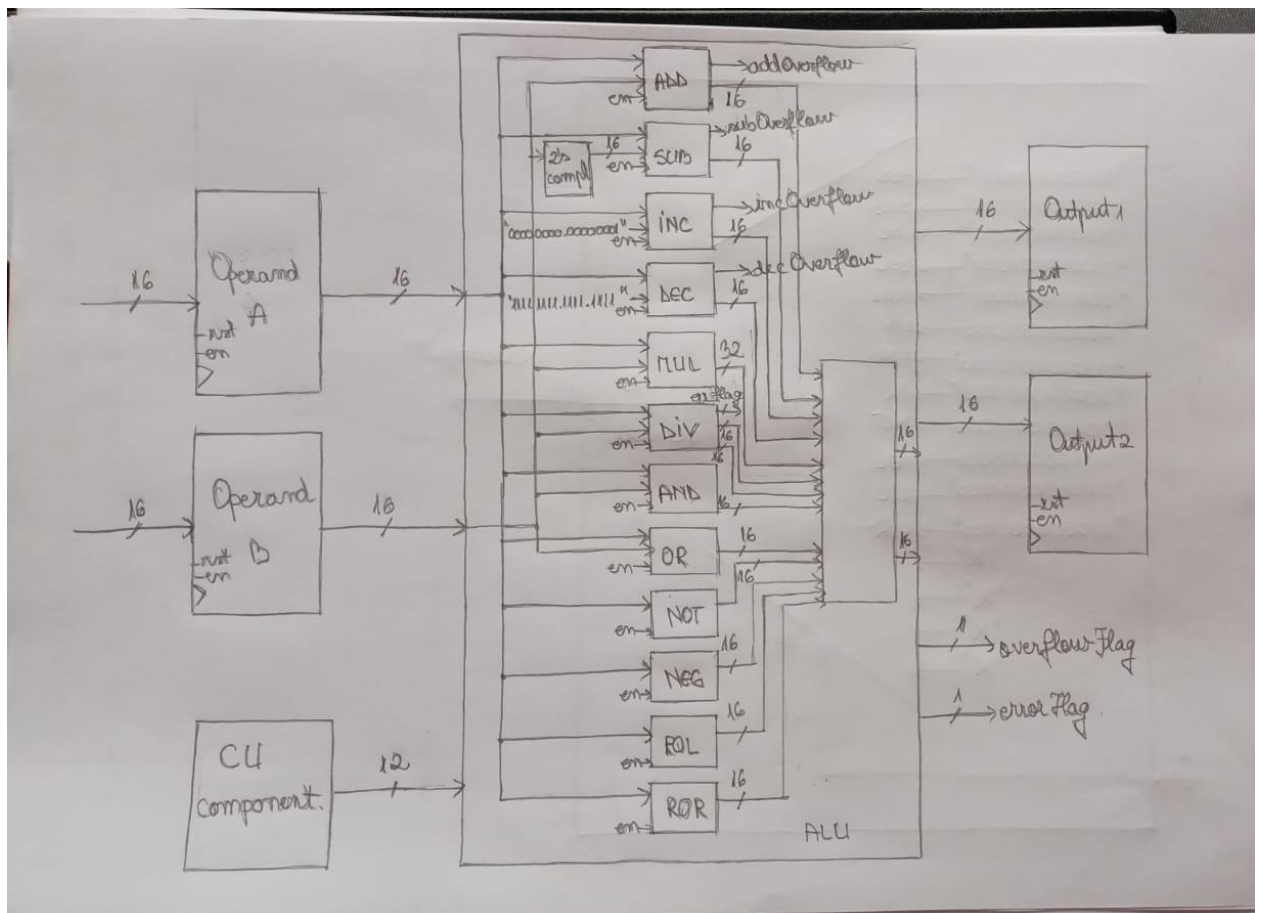 ADD
addOverflow
en
16
SUB
subOverflow
2's
compl
16
en
16
INC
incOverflow
en
16
DEC
decOverflow
en
16
MUL
32
en
DIV
errFlag
en
16
16
AND
en
16
OR
en
16
NOT
en
16
NEG
en
16
ROL
en
16
ROR
en
16
ALU
16
16
16
Operand
A
rst
en
16
16
Operand
B
rst
en
16
CU
component.
12
16
Output1
rst
en
16
Output2
rst
en
1
overflowFlag
1
errorFlag